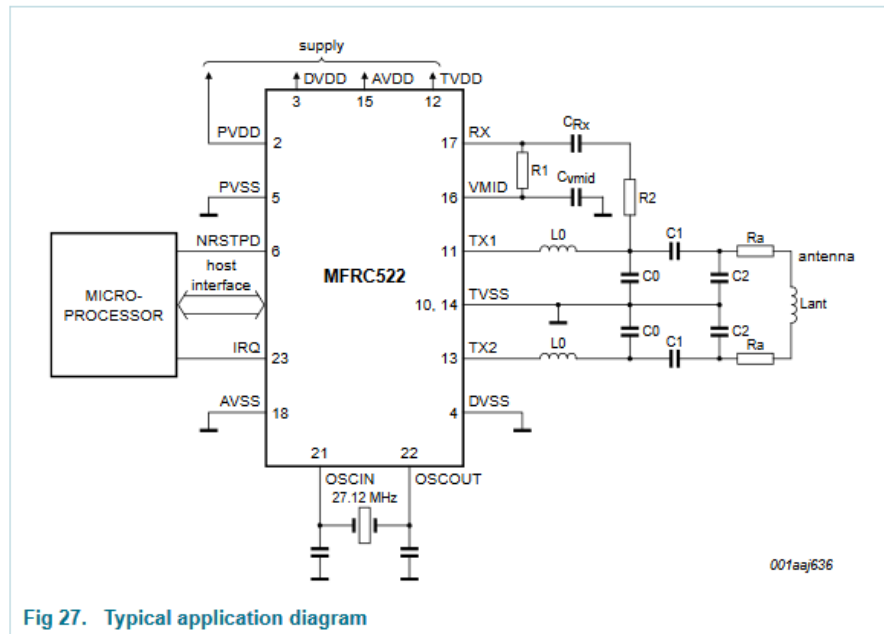 supply
DVDD
AVDD
TVDD
3
15
12
PVDD
2
17
RX
CRx
R1
Cvmid
PVSS
5
16
VMID
R2
NRSTPD
6
11
TX1
L0
C1
Ra
antenna
host
interface
MFRC522
C0
C2
MICRO-
PROCESSOR
10, 14
TVSS
Lant
C0
C2
IRQ
23
13
TX2
L0
C1
Ra
AVSS
18
4
DVSS
21
22
OSCIN
OSCOUT
27.12 MHz
001aaj636
Fig 27. Typical application diagram